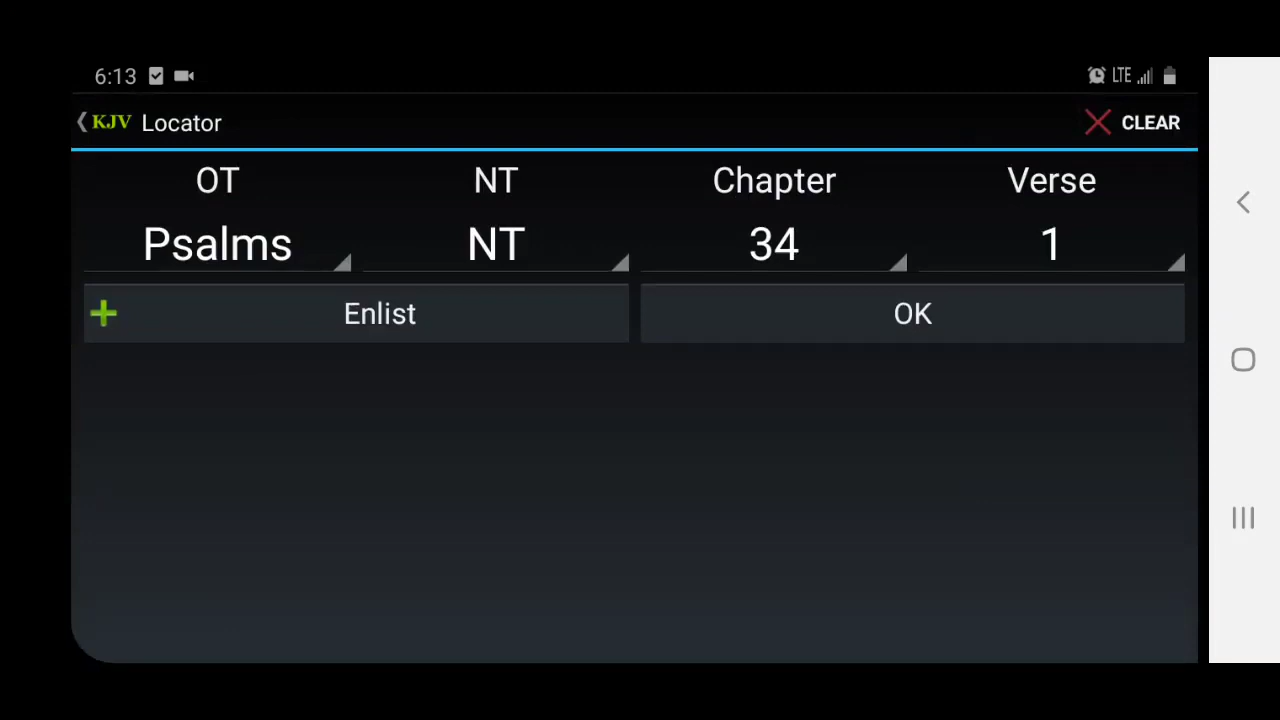 6:13 LTE
KJV Locator CLEAR
OT NT Chapter Verse
Psalms NT 34 1
Enlist OK